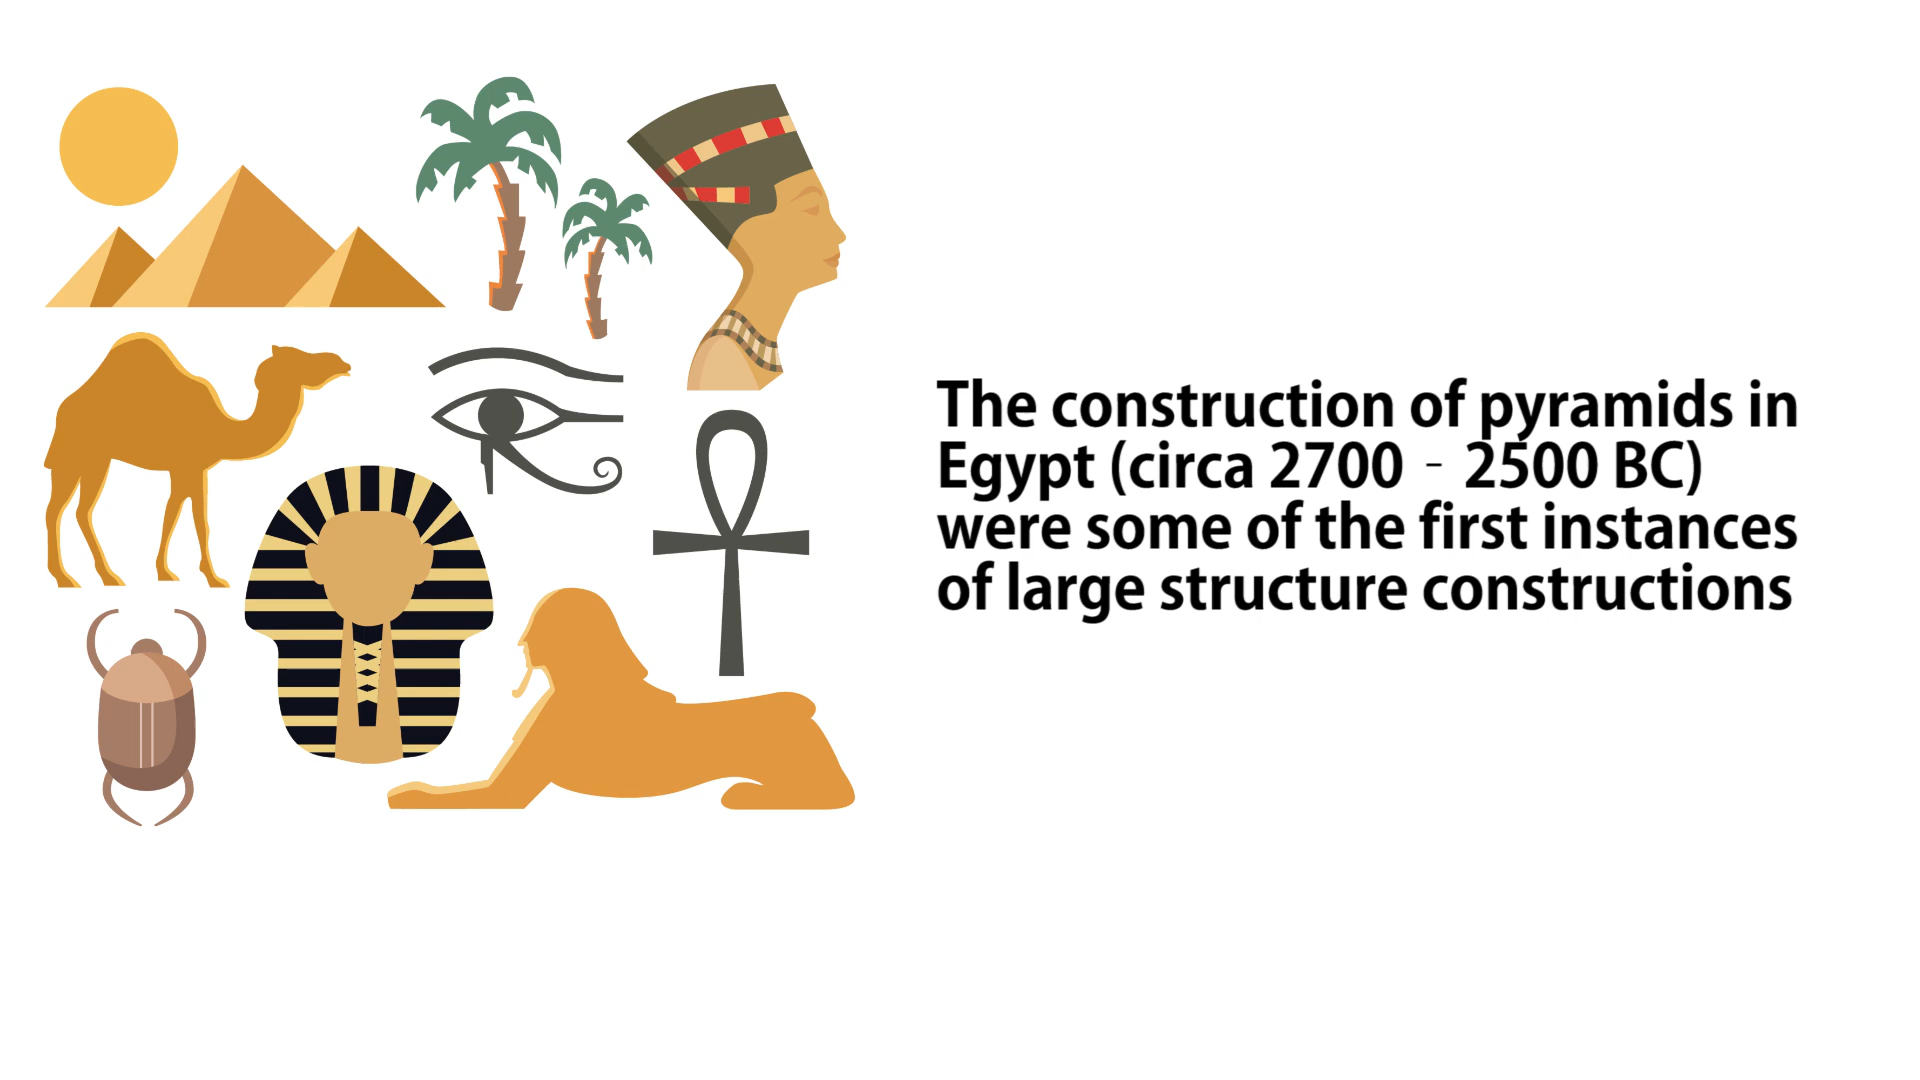 The construction of pyramids in
Egypt (circa 2700 - 2500 BC)
were some of the first instances
of large structure constructions